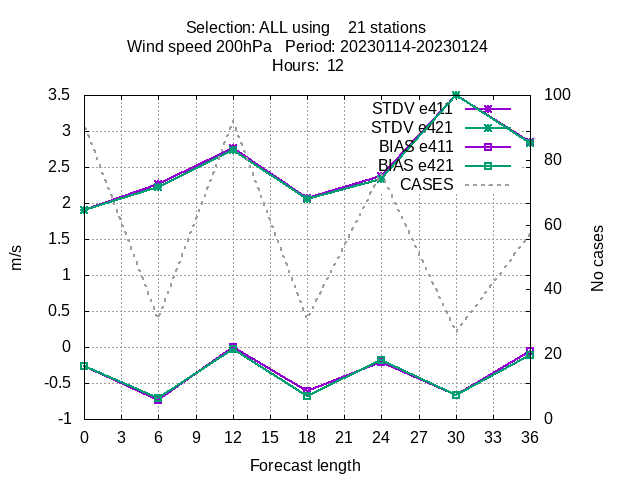 Selection: ALL using 21 stations
Wind speed 200hPa Period: 20230114-20230124
Hours: 12
3.5
3
2.5
2
1.5
1
0.5
0
-0.5
-1
m/s
STDV e411
STDV e421
BIAS e411
BIAS e421
CASES
100
80
60
40
20
0
No cases
0 3 6 9 12 15 18 21 24 27 30 33 36
Forecast length